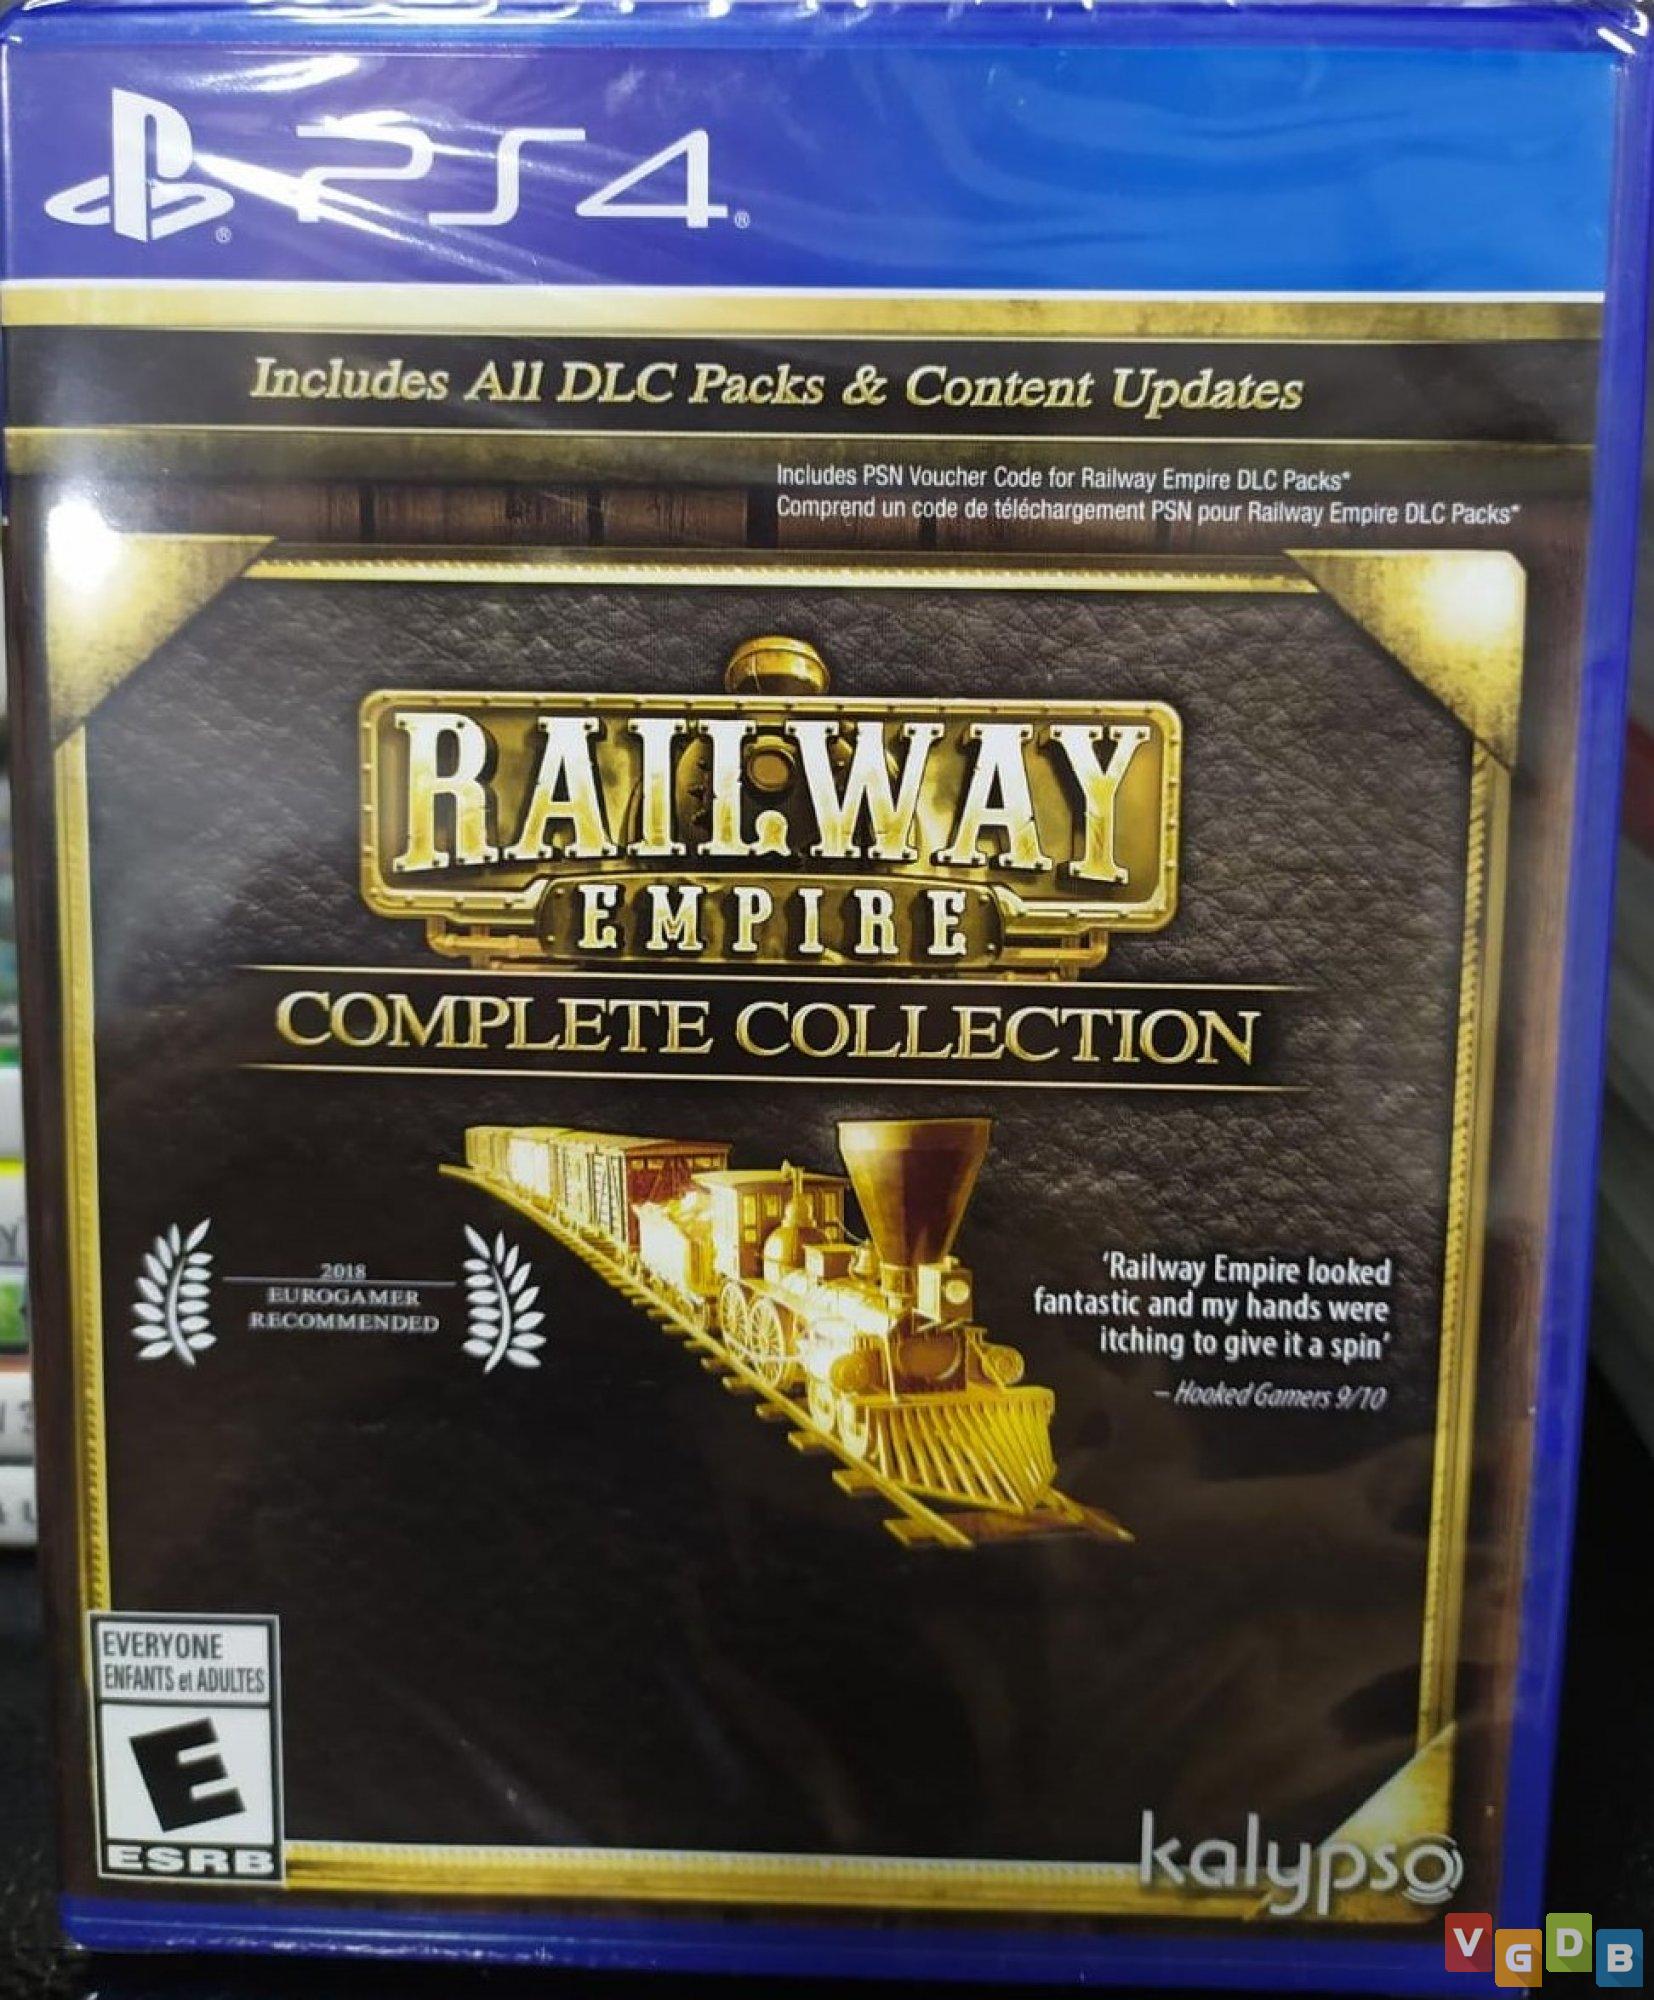 PS4
Includes All DLC Packs & Content Updates
Includes PSN Voucher Code for Railway Empire DLC Packs*
Comprend un code de téléchargement PSN pour Railway Empire DLC Packs*
RAILWAY
EMPIRE
COMPLETE COLLECTION
2018
EUROGAMER
RECOMMENDED
'Railway Empire looked
fantastic and my hands were
itching to give it a spin'
– Hooked Gamers 9/10
EVERYONE
ENFANTS et ADULTES
E
ESRB
kalypso
VGDB